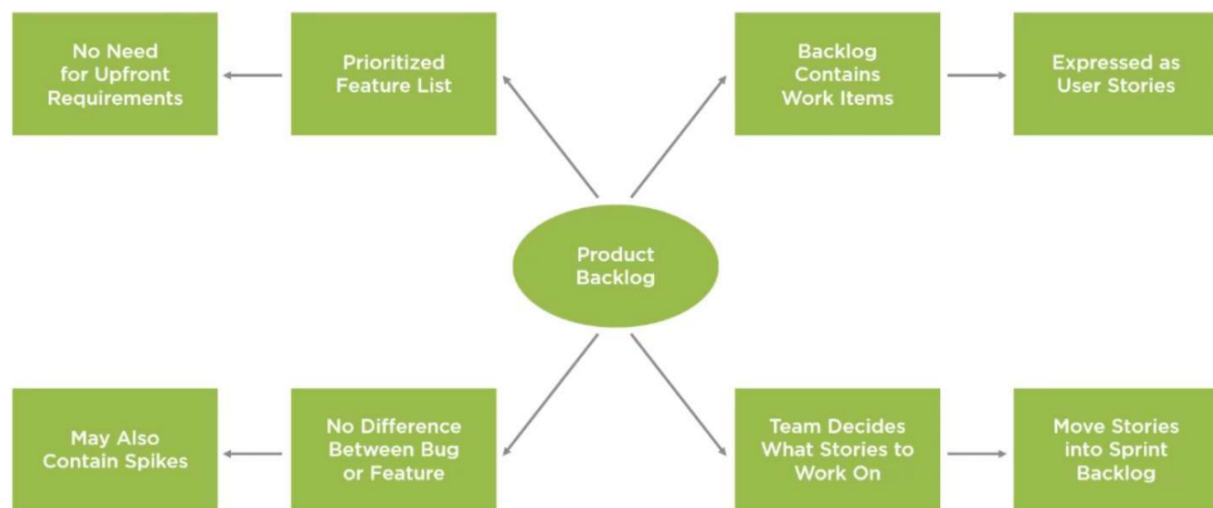 No Need
for Upfront
Requirements
Prioritized
Feature List
Backlog
Contains
Work Items
Expressed as
User Stories
Product
Backlog
May Also
Contain Spikes
No Difference
Between Bug
or Feature
Team Decides
What Stories to
Work On
Move Stories
into Sprint
Backlog